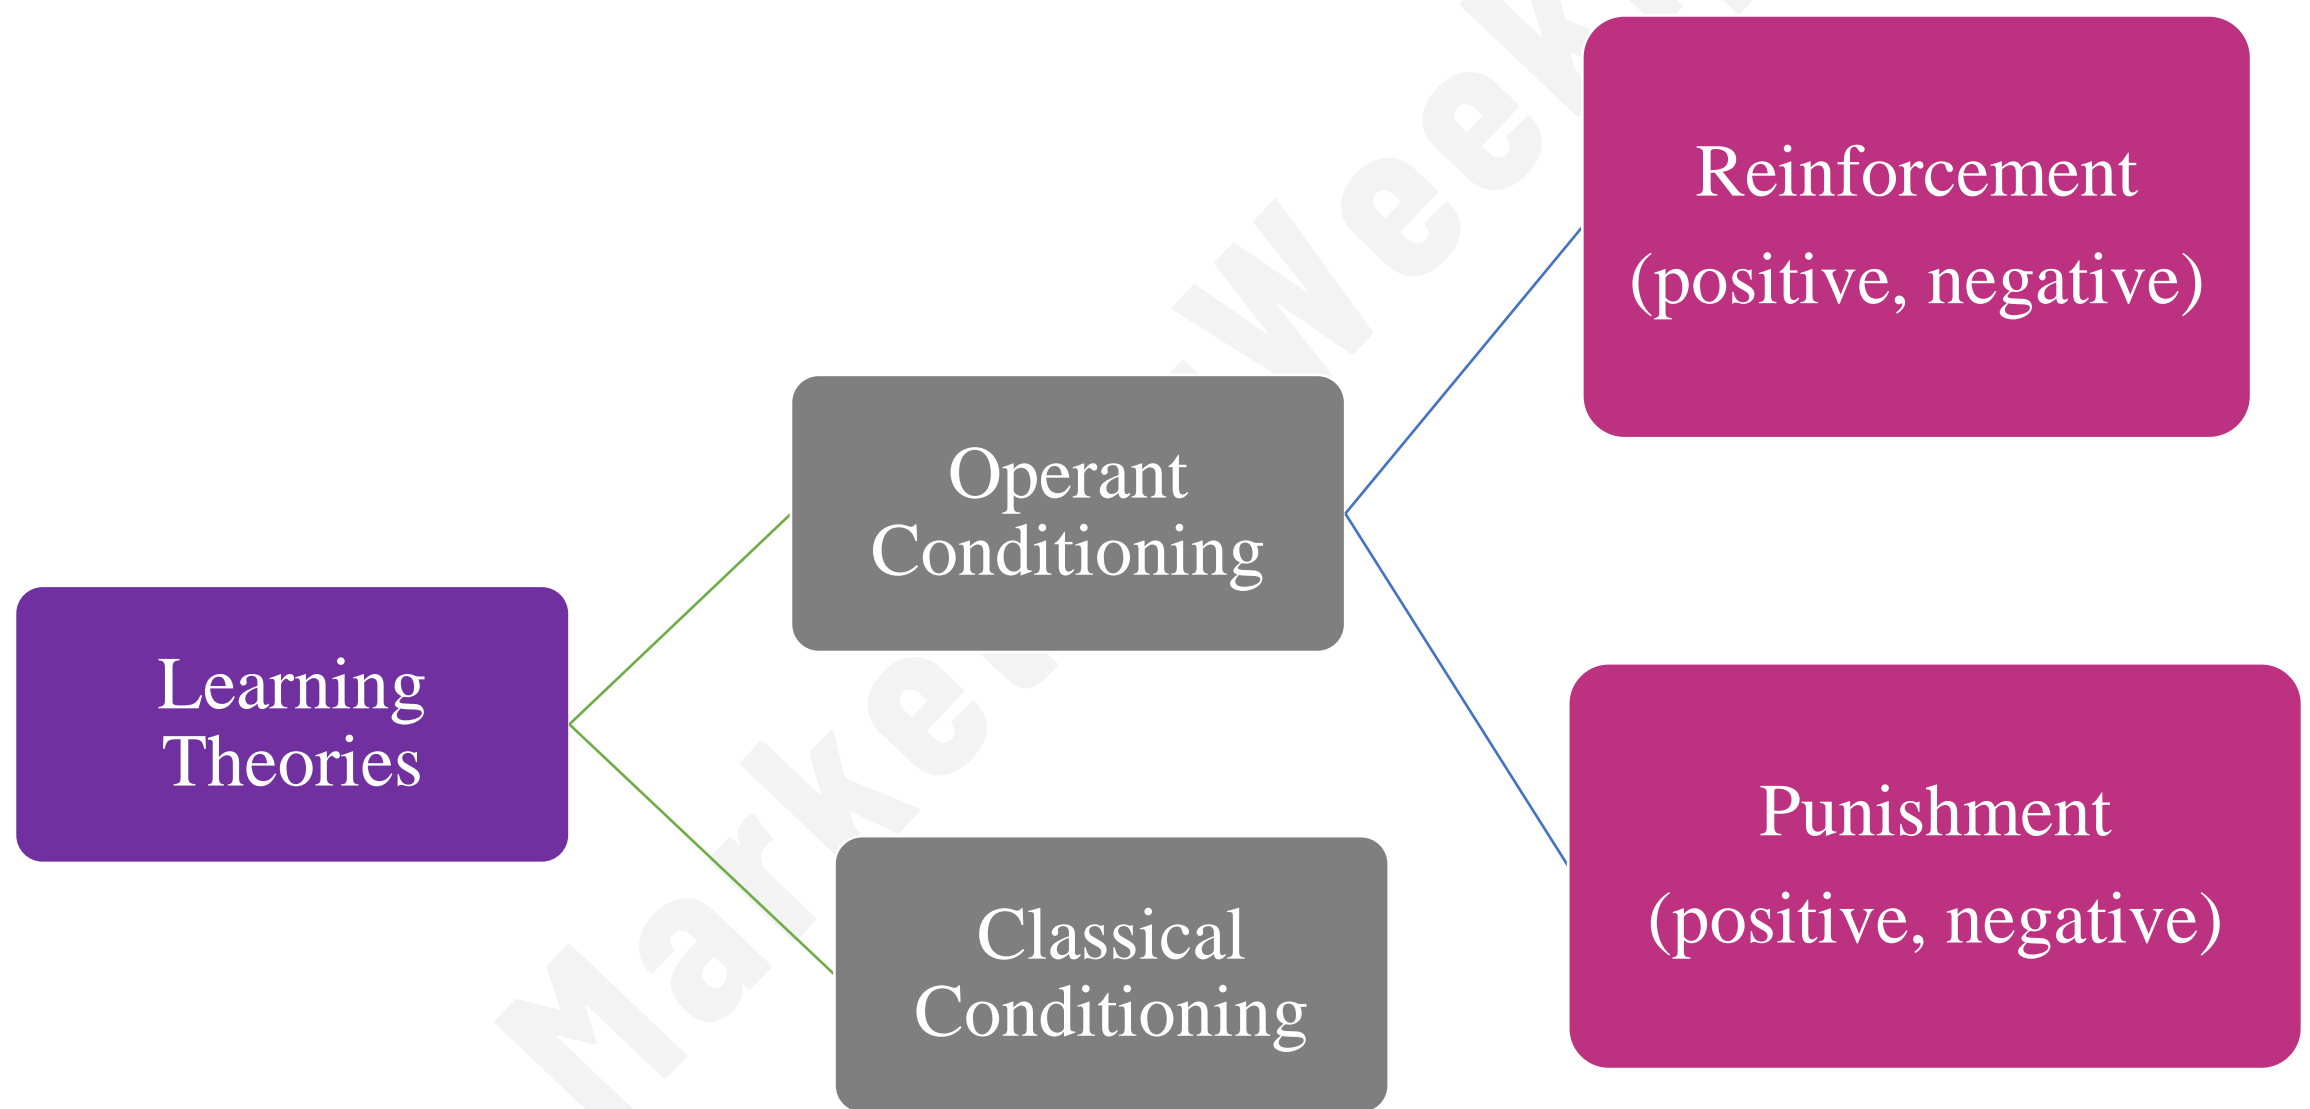 Learning
Theories
Operant
Conditioning
Classical
Conditioning
Reinforcement
(positive, negative)
Punishment
(positive, negative)